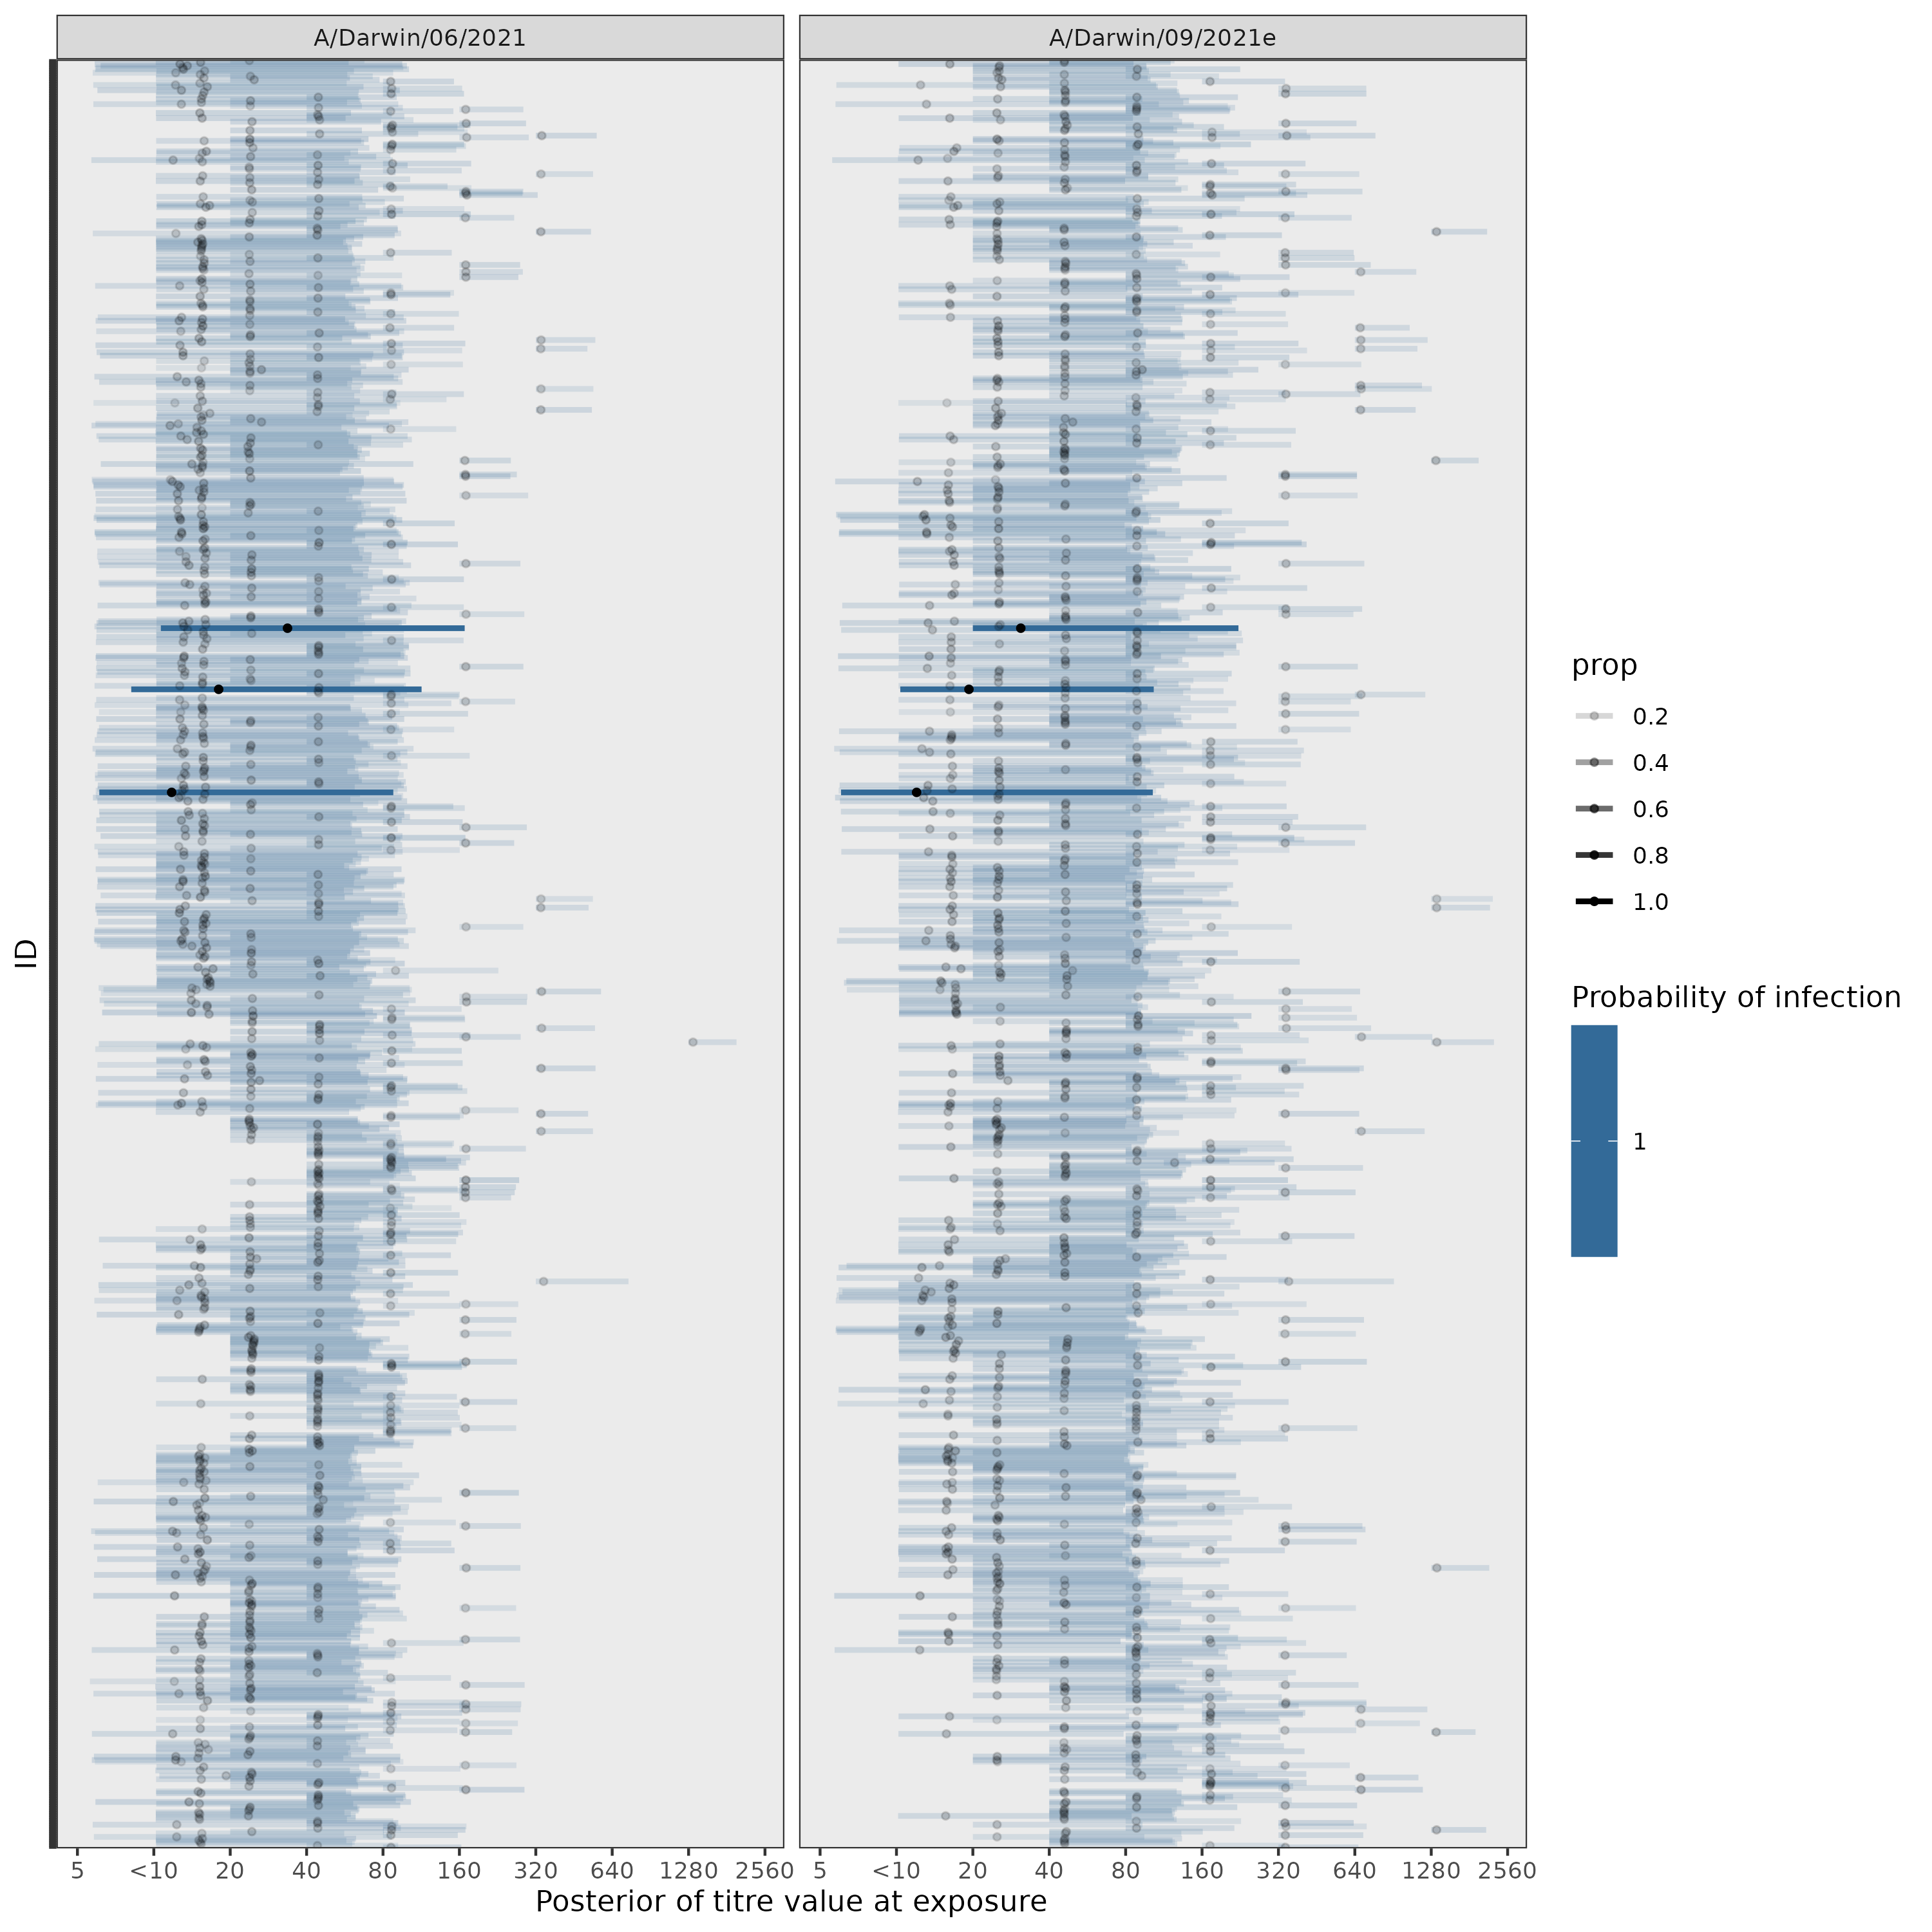 A/Darwin/06/2021
A/Darwin/09/2021e
ID
prop
0.2
0.4
0.6
0.8
1.0
Probability of infection
1
5 <10 20 40 80 160 320 640 1280 2560
5 <10 20 40 80 160 320 640 1280 2560
Posterior of titre value at exposure